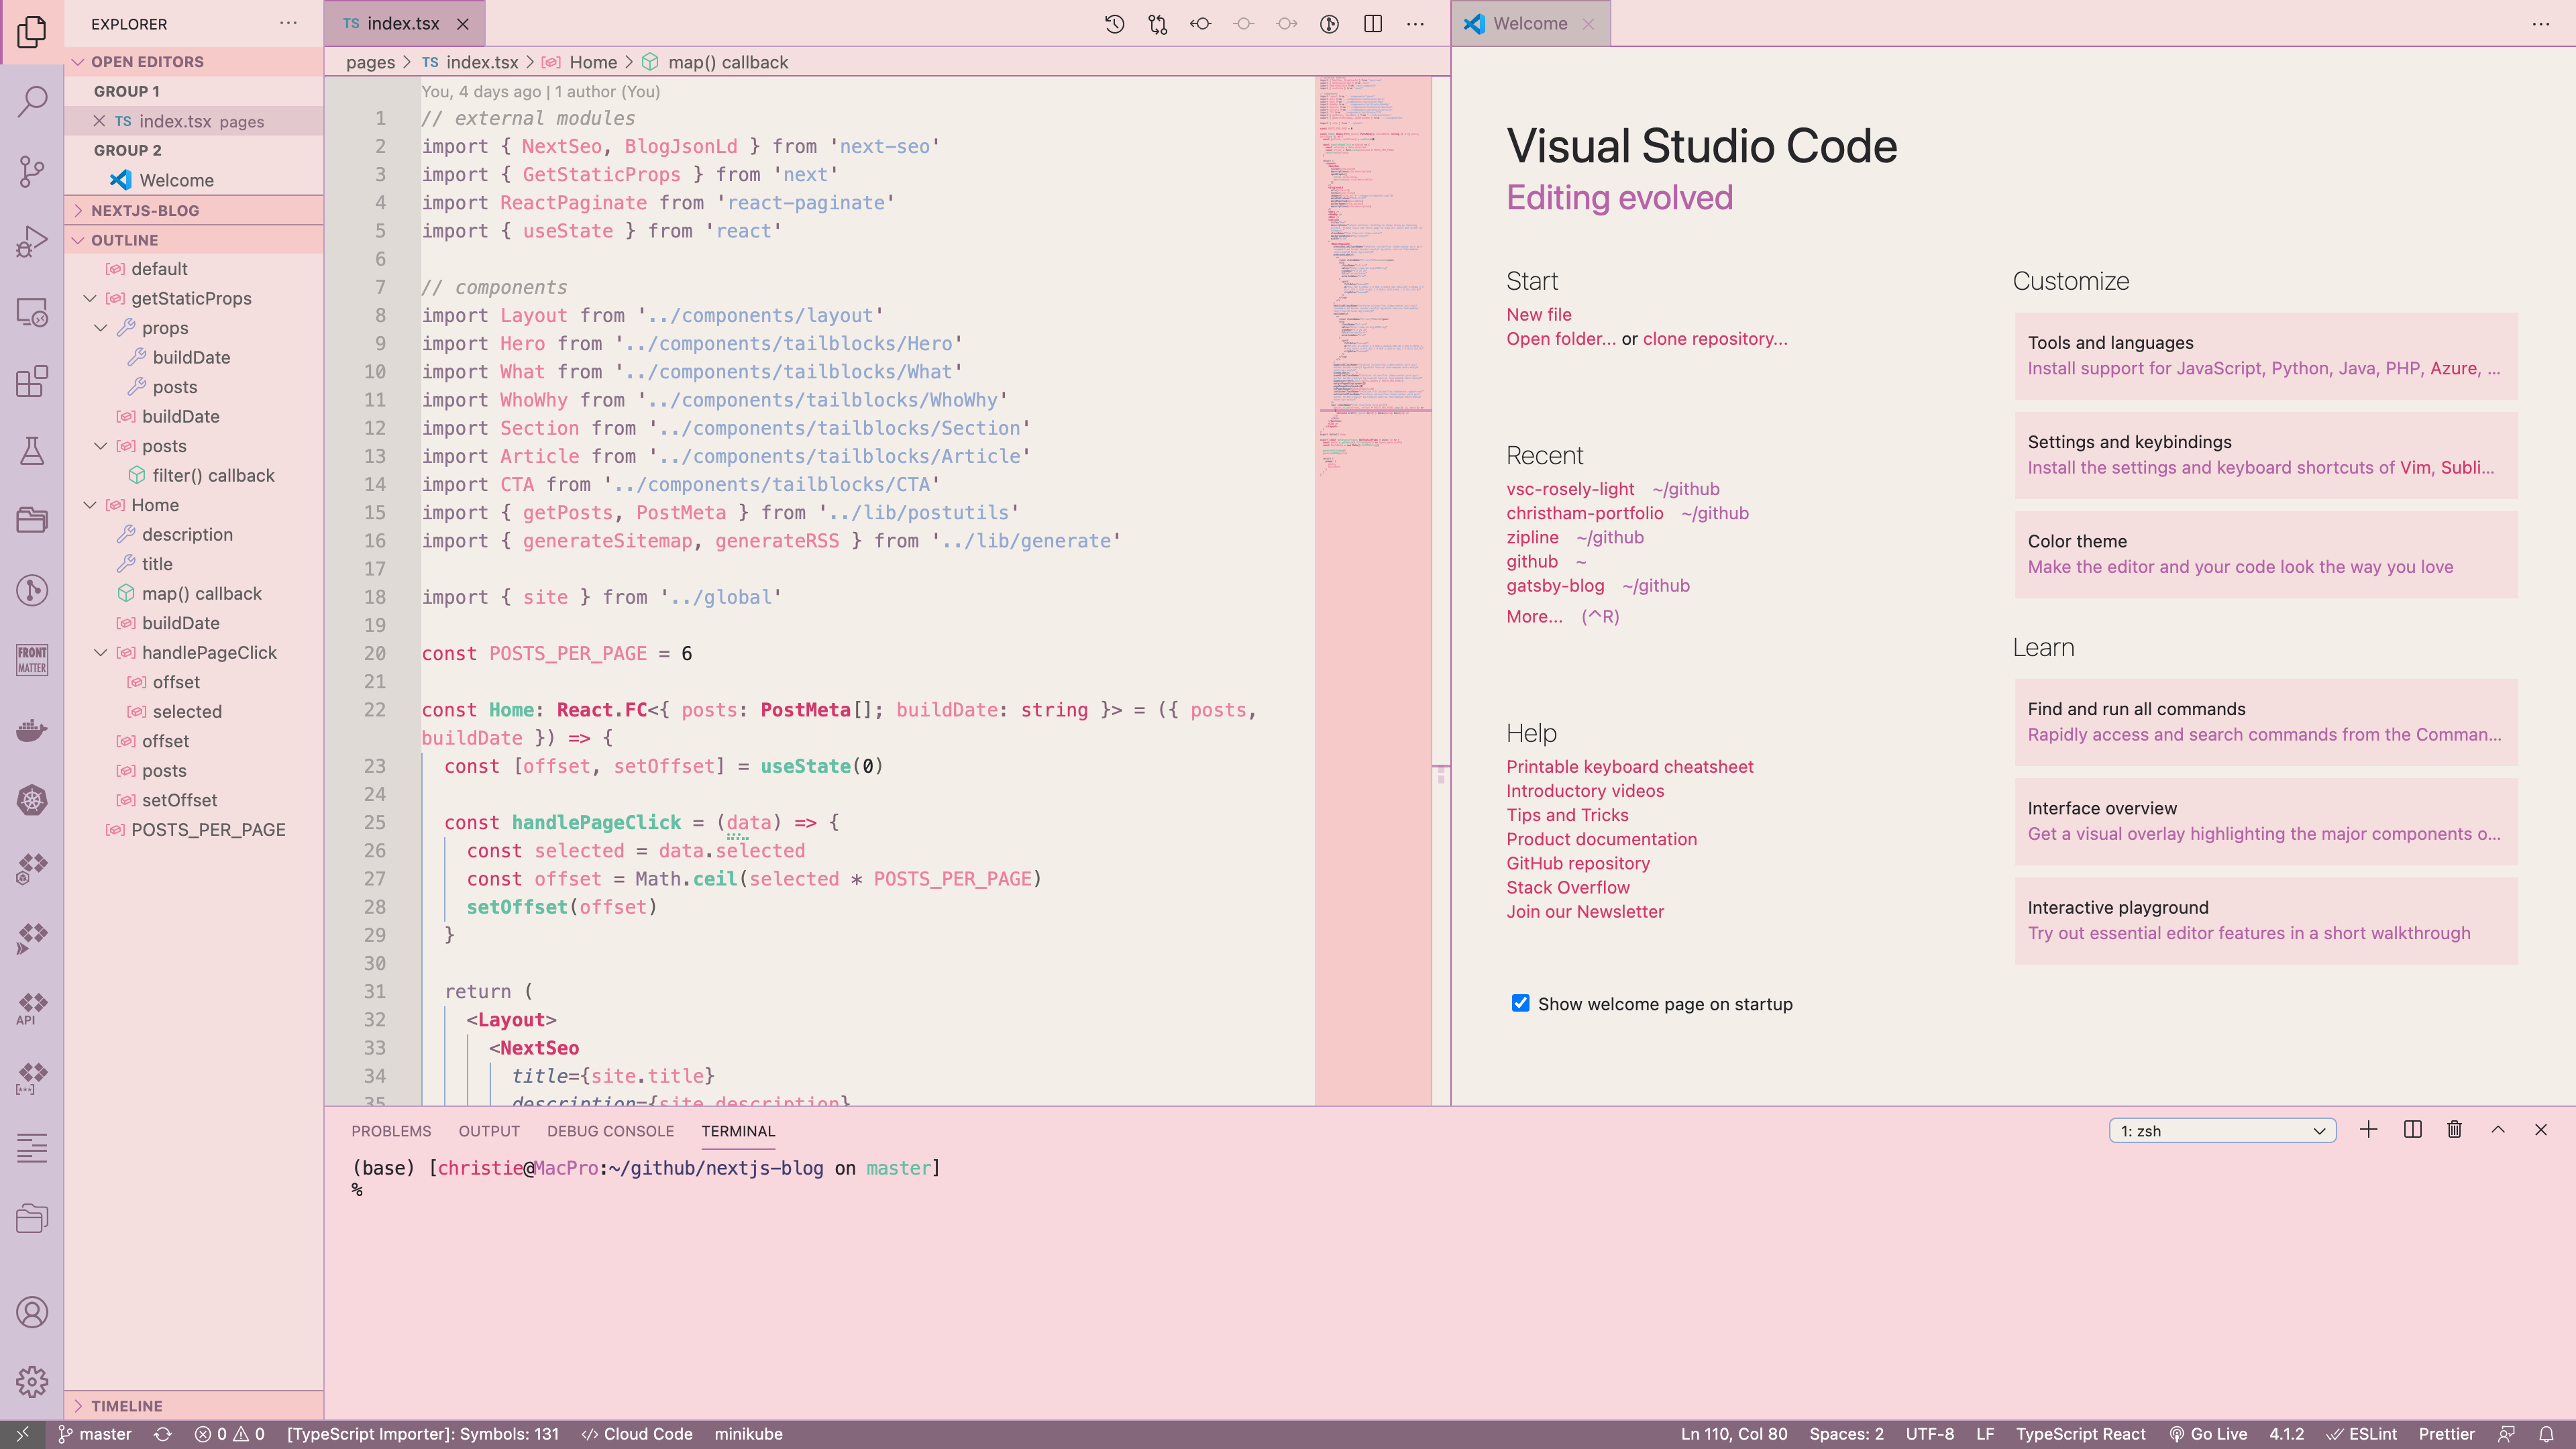 EXPLORER
OPEN EDITORS
GROUP 1
TS index.tsx pages
GROUP 2
Welcome
NEXTJS-BLOG
OUTLINE
default
getStaticProps
props
buildDate
posts
buildDate
posts
filter() callback
Home
description
title
map() callback
buildDate
handlePageClick
offset
selected
offset
posts
setOffset
POSTS_PER_PAGE
TIMELINE
FRONT
MATTER
API
TS index.tsx
pages > TS index.tsx > Home > map() callback
You, 4 days ago | 1 author (You)
1 // external modules
2 import { NextSeo, BlogJsonLd } from 'next-seo'
3 import { GetStaticProps } from 'next'
4 import ReactPaginate from 'react-paginate'
5 import { useState } from 'react'
6
7 // components
8 import Layout from '../components/layout'
9 import Hero from '../components/tailblocks/Hero'
10 import What from '../components/tailblocks/What'
11 import WhoWhy from '../components/tailblocks/WhoWhy'
12 import Section from '../components/tailblocks/Section'
13 import Article from '../components/tailblocks/Article'
14 import CTA from '../components/tailblocks/CTA'
15 import { getPosts, PostMeta } from '../lib/postutils'
16 import { generateSitemap, generateRSS } from '../lib/generate'
17
18 import { site } from '../global'
19
20 const POSTS_PER_PAGE = 6
21
22 const Home: React.FC<{ posts: PostMeta[]; buildDate: string }> = ({ posts,
buildDate }) => {
23 const [offset, setOffset] = useState(0)
24
25 const handlePageClick = (data) => {
26 const selected = data.selected
27 const offset = Math.ceil(selected * POSTS_PER_PAGE)
28 setOffset(offset)
29 }
30
31 return (
32 <Layout>
33 <NextSeo
34 title={site.title}
35 description={site.description}
Welcome
Visual Studio Code
Editing evolved
Start
New file
Open folder... or clone repository...
Recent
vsc-rosely-light ~/github
christham-portfolio ~/github
zipline ~/github
github ~
gatsby-blog ~/github
More... (^R)
Help
Printable keyboard cheatsheet
Introductory videos
Tips and Tricks
Product documentation
GitHub repository
Stack Overflow
Join our Newsletter
Show welcome page on startup
Customize
Tools and languages
Install support for JavaScript, Python, Java, PHP, Azure, ...
Settings and keybindings
Install the settings and keyboard shortcuts of Vim, Subli...
Color theme
Make the editor and your code look the way you love
Learn
Find and run all commands
Rapidly access and search commands from the Comman...
Interface overview
Get a visual overlay highlighting the major components o...
Interactive playground
Try out essential editor features in a short walkthrough
PROBLEMS OUTPUT DEBUG CONSOLE TERMINAL
1: zsh
(base) [christie@MacPro:~/github/nextjs-blog on master]
%
master 0 0 [TypeScript Importer]: Symbols: 131 </> Cloud Code minikube
Ln 110, Col 80 Spaces: 2 UTF-8 LF TypeScript React Go Live 4.1.2 ESLint Prettier